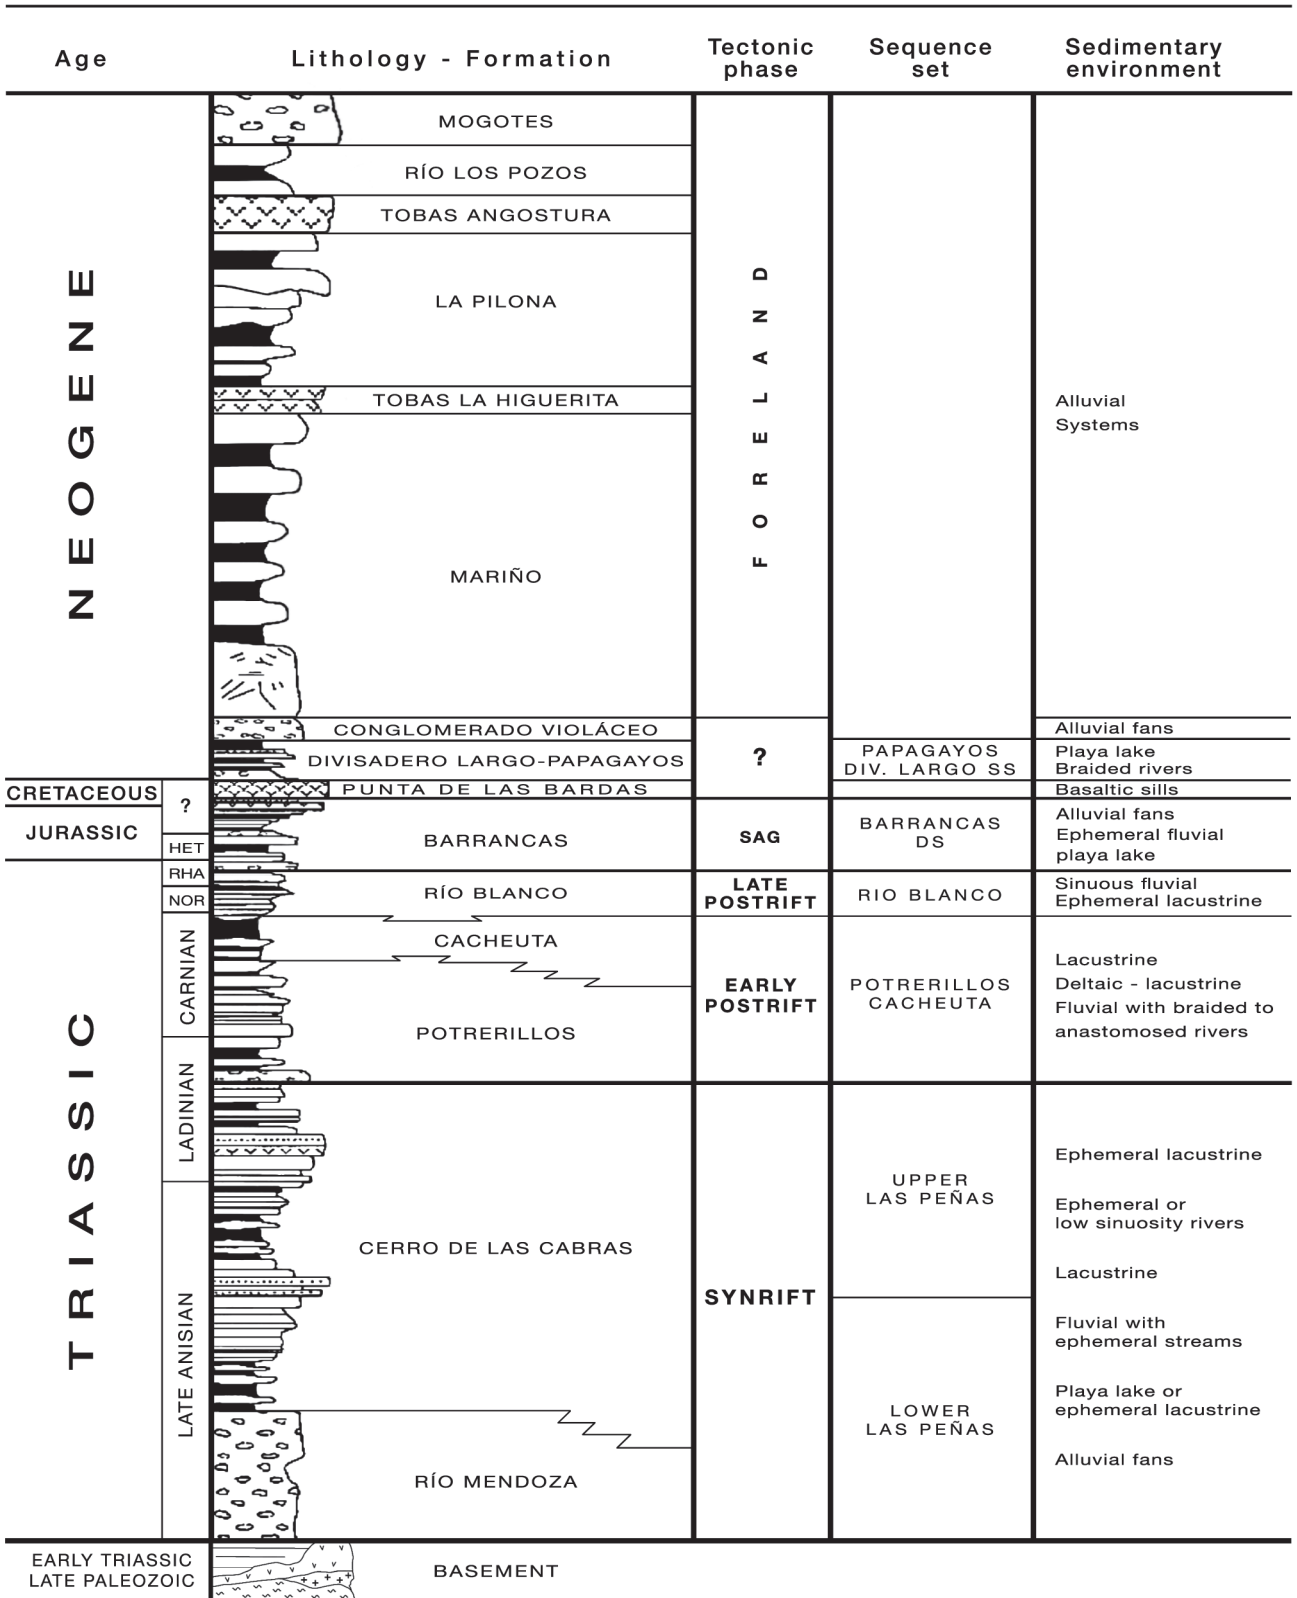 Age
Lithology - Formation
Tectonic
phase
Sequence
set
Sedimentary
environment
NEOGENE
CRETACEOUS
JURASSIC
TRIASSIC
EARLY TRIASSIC
LATE PALEOZOIC
?
HET
RHA
NOR
CARNIAN
LADINIAN
LATE ANISIAN
MOGOTES
RÍO LOS POZOS
TOBAS ANGOSTURA
LA PILONA
TOBAS LA HIGUERITA
MARIÑO
CONGLOMERADO VIOLÁCEO
DIVISADERO LARGO-PAPAGAYOS
PUNTA DE LAS BARDAS
BARRANCAS
RÍO BLANCO
CACHEUTA
POTRERILLOS
CERRO DE LAS CABRAS
RÍO MENDOZA
BASEMENT
FORELAND
?
SAG
LATE
POSTRIFT
EARLY
POSTRIFT
SYNRIFT
PAPAGAYOS
DIV. LARGO SS
BARRANCAS
DS
RIO BLANCO
POTRERILLOS
CACHEUTA
UPPER
LAS PEÑAS
LOWER
LAS PEÑAS
Alluvial
Systems
Alluvial fans
Playa lake
Braided rivers
Basaltic sills
Alluvial fans
Ephemeral fluvial
playa lake
Sinuous fluvial
Ephemeral lacustrine
Lacustrine
Deltaic - lacustrine
Fluvial with braided to
anastomosed rivers
Ephemeral lacustrine
Ephemeral or
low sinuosity rivers
Lacustrine
Fluvial with
ephemeral streams
Playa lake or
ephemeral lacustrine
Alluvial fans